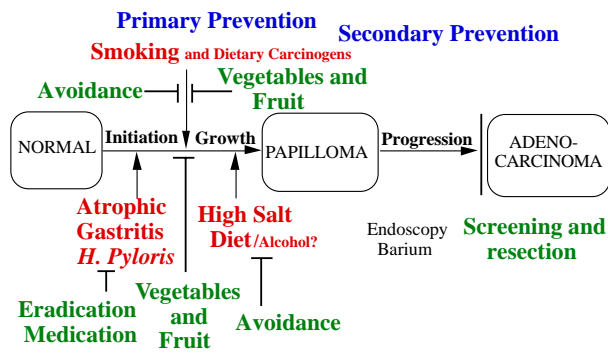 Primary Prevention
Secondary Prevention
Smoking and Dietary Carcinogens
Avoidance
Vegetables and
Fruit
NORMAL
Initiation
Growth
PAPILLOMA
Progression
ADENO-
CARCINOMA
Atrophic
Gastritis
H. Pyloris
High Salt
Diet/Alcohol?
Endoscopy
Barium
Screening and
resection
Eradication
Medication
Vegetables
and
Fruit
Avoidance